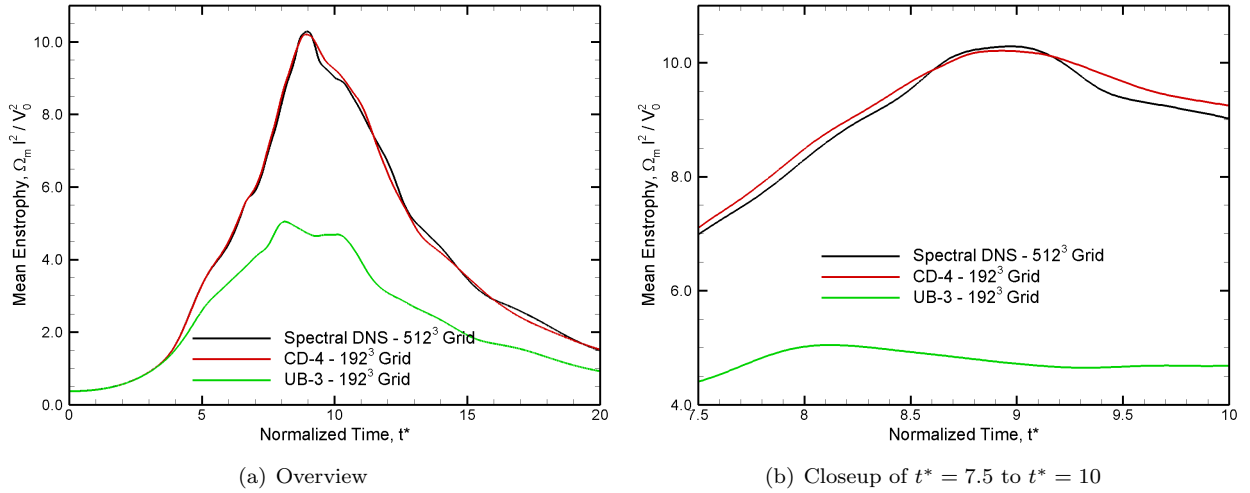 10.0
8.0
6.0
4.0
2.0
0.0
Mean Enstrophy, Ωₘ l² / V₀²
Spectral DNS - 512³ Grid
CD-4 - 192³ Grid
UB-3 - 192³ Grid
0 5 10 15 20
Normalized Time, t*
(a) Overview
10.0
8.0
6.0
4.0
Mean Enstrophy, Ωₘ l² / V₀²
Spectral DNS - 512³ Grid
CD-4 - 192³ Grid
UB-3 - 192³ Grid
7.5 8 8.5 9 9.5 10
Normalized Time, t*
(b) Closeup of t* = 7.5 to t* = 10